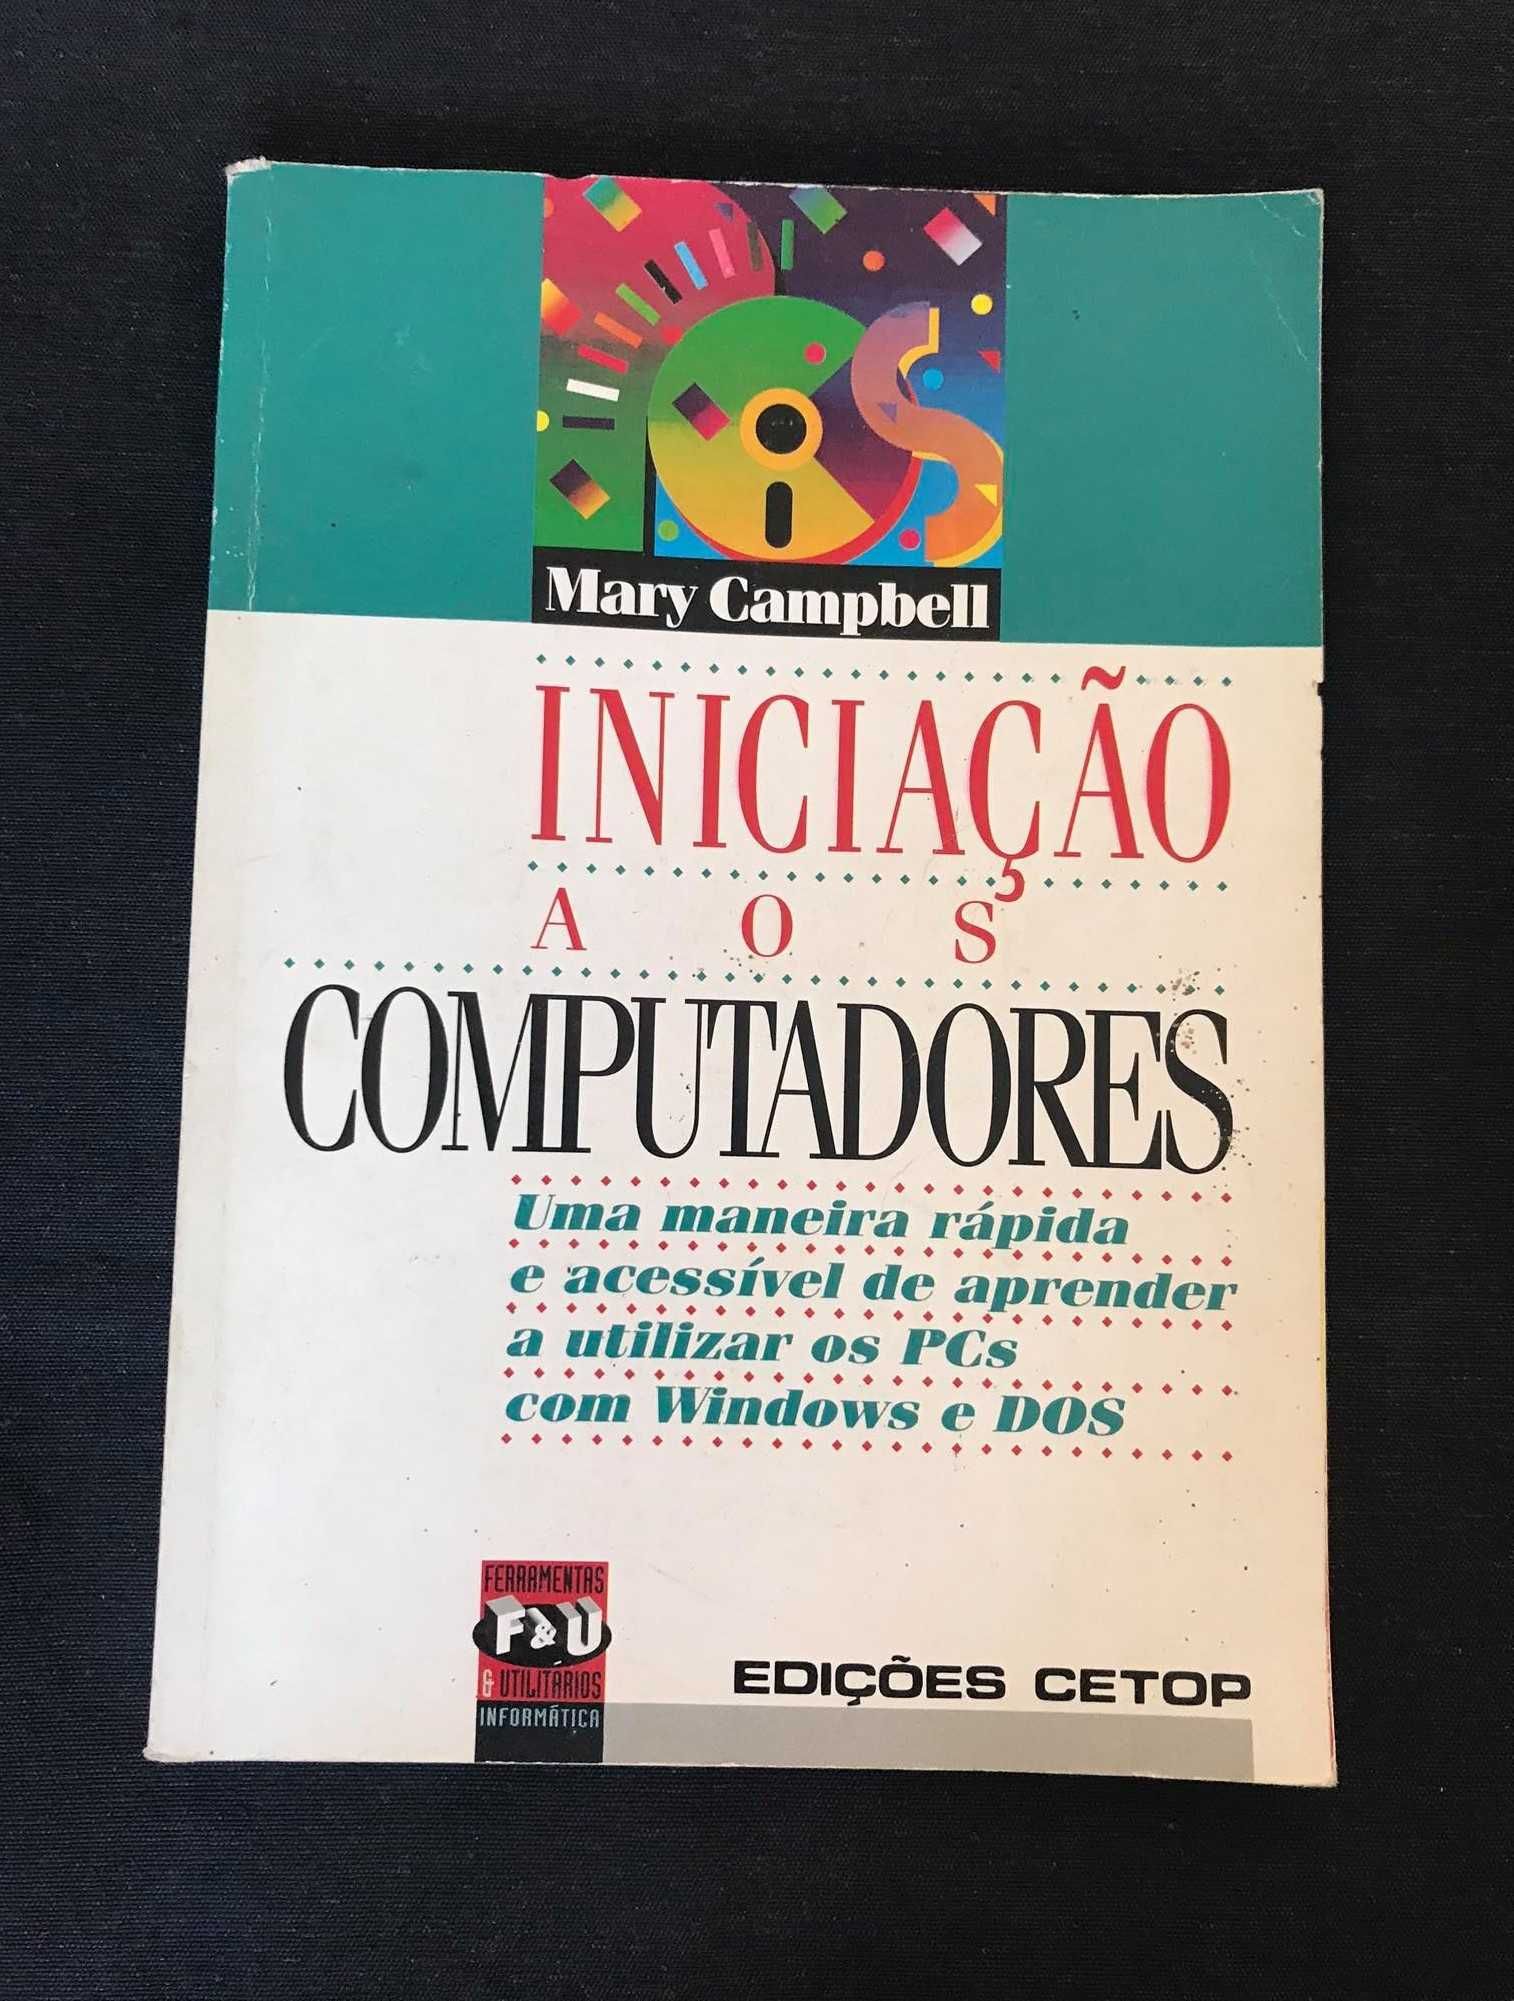 Mary Campbell
INICIAÇÃO
AOS
COMPUTADORES
Uma maneira rápida
e acessível de aprender
a utilizar os PCs
com Windows e DOS
FERRAMENTAS
F&U
& UTILITÁRIOS
INFORMÁTICA
EDIÇÕES CETOP